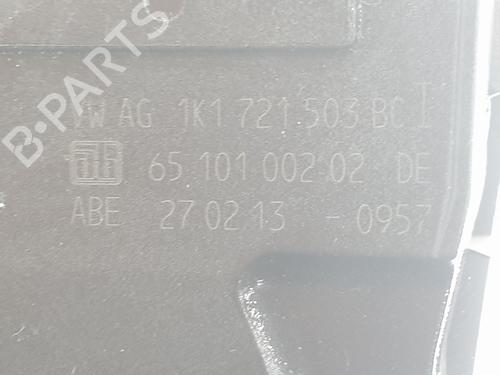 VW AG 1K1 721 503 BC I
65 101 002 02 DE
ABE 27 02 13 - 0957
B-PARTS